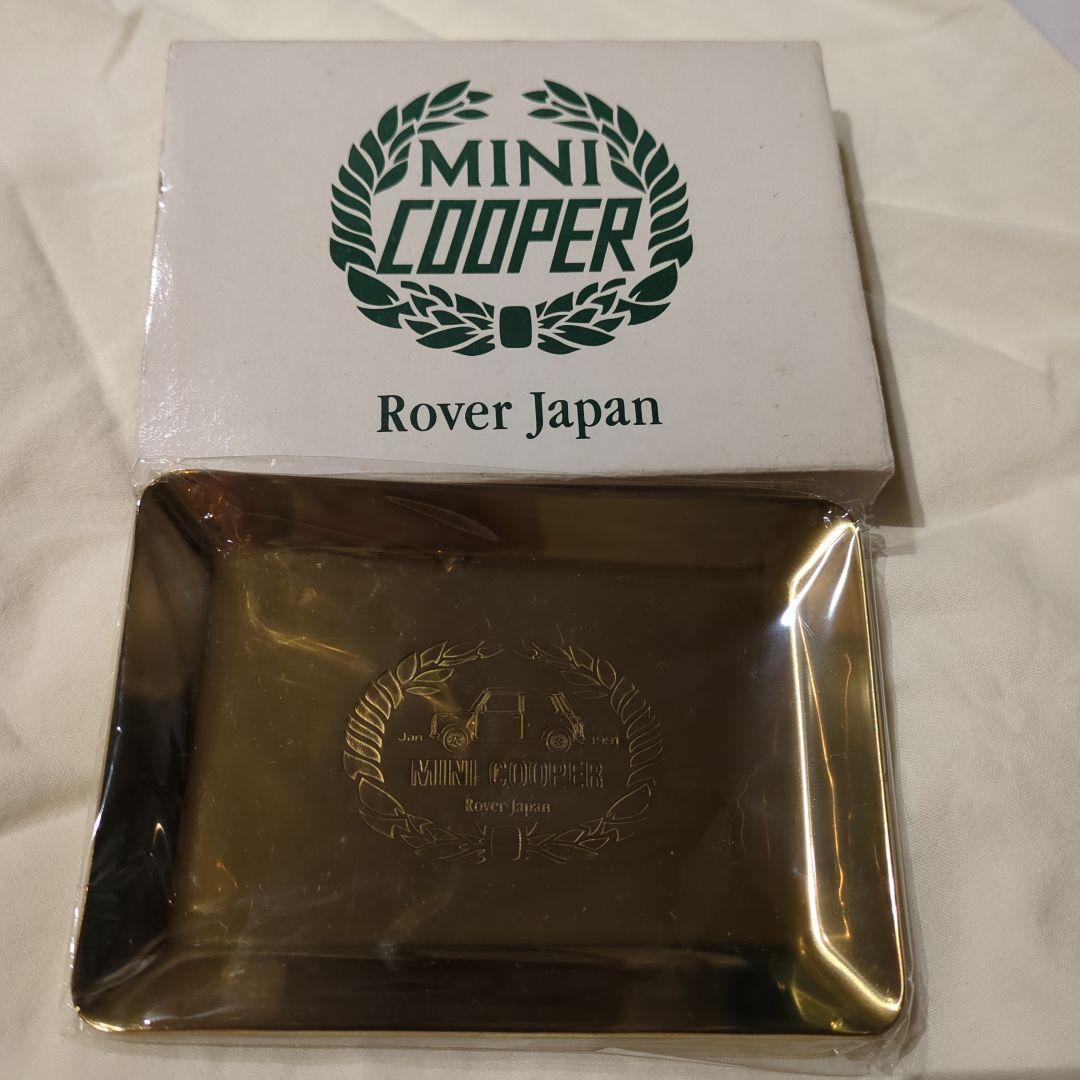 MINI
COOPER
Rover Japan
Jan 1991
MINI COOPER
Rover Japan